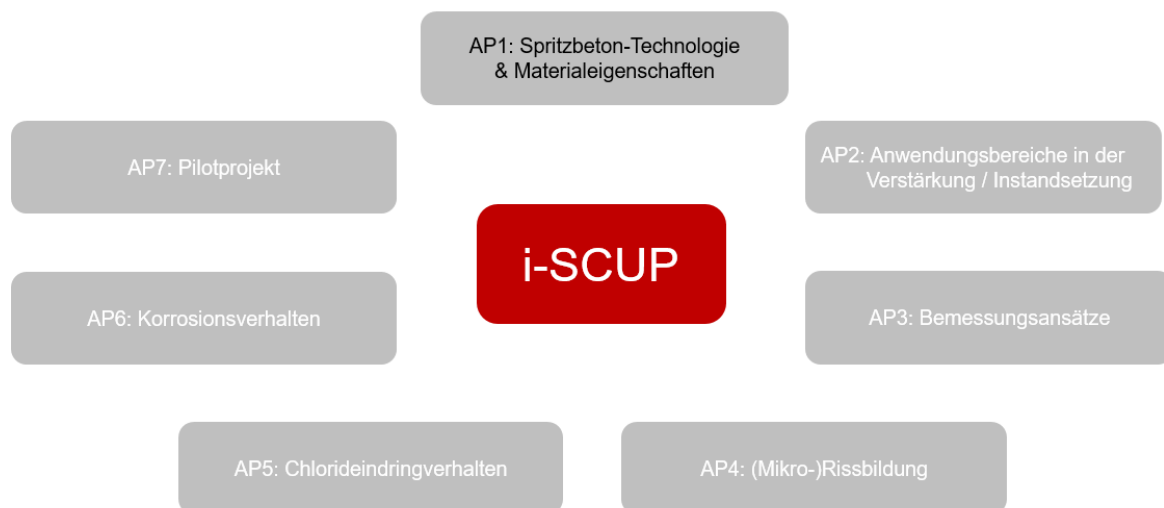 AP1: Spritzbeton-Technologie
& Materialeigenschaften
AP7: Pilotprojekt
AP2: Anwendungsbereiche in der
Verstärkung / Instandsetzung
i-SCUP
AP6: Korrosionsverhalten
AP3: Bemessungsansätze
AP5: Chlorideindringverhalten
AP4: (Mikro-)Rissbildung